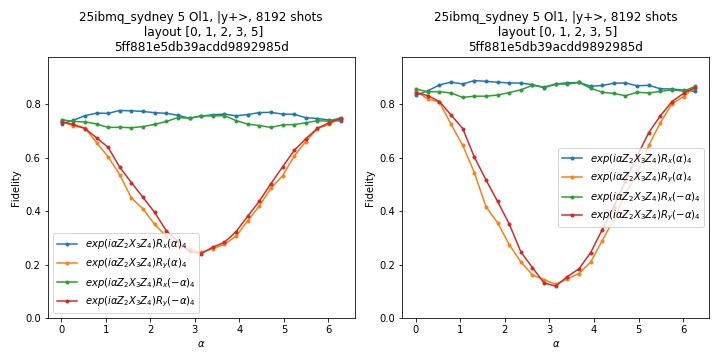 25ibmq_sydney 5 Ol1, |y+>, 8192 shots
layout [0, 1, 2, 3, 5]
5ff881e5db39acdd9892985d
Fidelity
0.8
0.6
0.4
0.2
0.0
exp(iαZ₂X₃Z₄)Rₓ(α)₄
exp(iαZ₂X₃Z₄)Rᵧ(α)₄
exp(iαZ₂X₃Z₄)Rₓ(−α)₄
exp(iαZ₂X₃Z₄)Rᵧ(−α)₄
0 1 2 3 4 5 6
α
25ibmq_sydney 5 Ol1, |y+>, 8192 shots
layout [0, 1, 2, 3, 5]
5ff881e5db39acdd9892985d
Fidelity
0.8
0.6
0.4
0.2
0.0
exp(iαZ₂X₃Z₄)Rₓ(α)₄
exp(iαZ₂X₃Z₄)Rᵧ(α)₄
exp(iαZ₂X₃Z₄)Rₓ(−α)₄
exp(iαZ₂X₃Z₄)Rᵧ(−α)₄
0 1 2 3 4 5 6
α